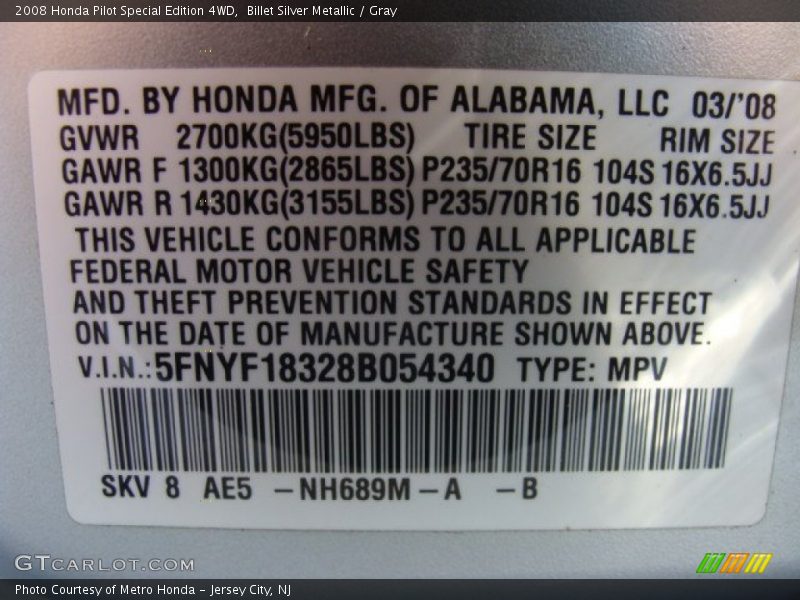 2008 Honda Pilot Special Edition 4WD,  Billet Silver Metallic / Gray
MFD. BY HONDA MFG. OF ALABAMA, LLC 03/'08
GVWR 2700KG(5950LBS) TIRE SIZE RIM SIZE
GAWR F 1300KG(2865LBS) P235/70R16 104S 16X6.5JJ
GAWR R 1430KG(3155LBS) P235/70R16 104S 16X6.5JJ
THIS VEHICLE CONFORMS TO ALL APPLICABLE
FEDERAL MOTOR VEHICLE SAFETY
AND THEFT PREVENTION STANDARDS IN EFFECT
ON THE DATE OF MANUFACTURE SHOWN ABOVE.
V.I.N.:5FNYF18328B054340 TYPE: MPV
SKV 8 AE5 -NH689M-A -B
GTCARLOT.COM
Photo Courtesy of Metro Honda - Jersey City, NJ